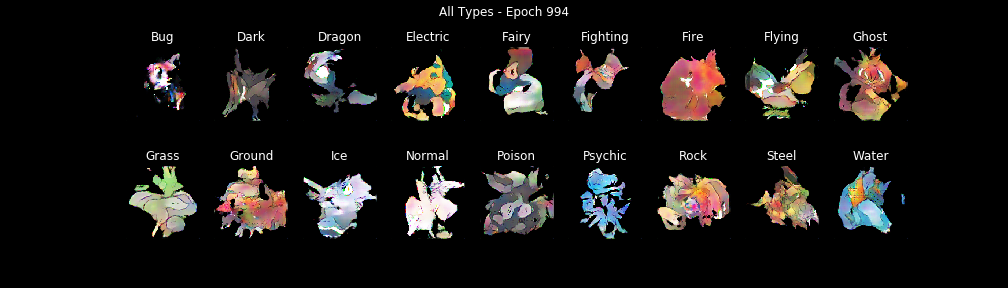 All Types - Epoch 994
Bug Dark Dragon Electric Fairy Fighting Fire Flying Ghost
Grass Ground Ice Normal Poison Psychic Rock Steel Water